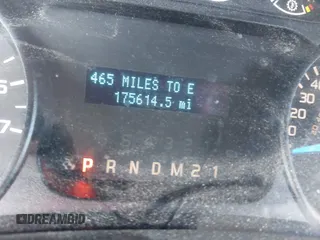 465 MILES TO E
175614.5 mi
P R N D M 2 1
DREAMBID